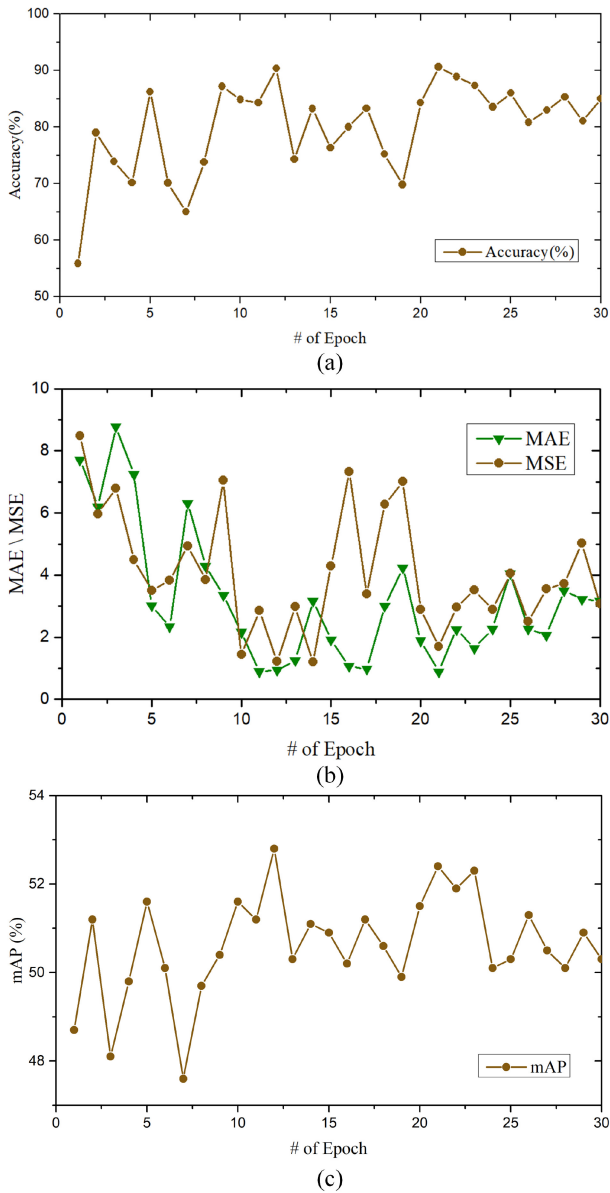 100
90
80
70
60
50
Accuracy(%)
Accuracy(%)
0 5 10 15 20 25 30
# of Epoch
(a)
10
8
6
4
2
0
MAE \ MSE
MAE
MSE
0 5 10 15 20 25 30
# of Epoch
(b)
54
52
50
48
mAP (%)
mAP
0 5 10 15 20 25 30
# of Epoch
(c)